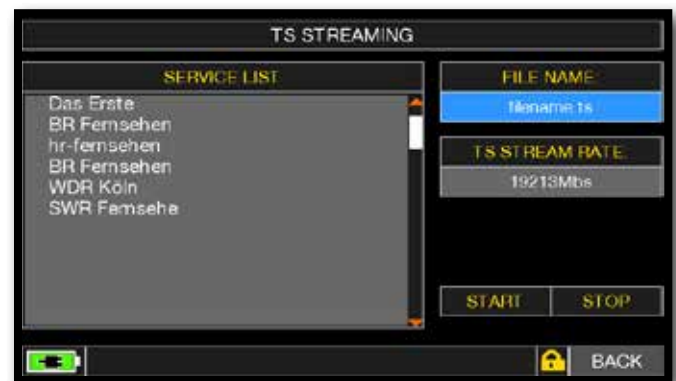 TS STREAMING
SERVICE LIST
Das Erste
BR Fernsehen
hr-fernsehen
BR Fernsehen
WDR Köln
SWR Fernsehe
FILE NAME
filename.ts
TS STREAM RATE
19213Mbs
START
STOP
BACK